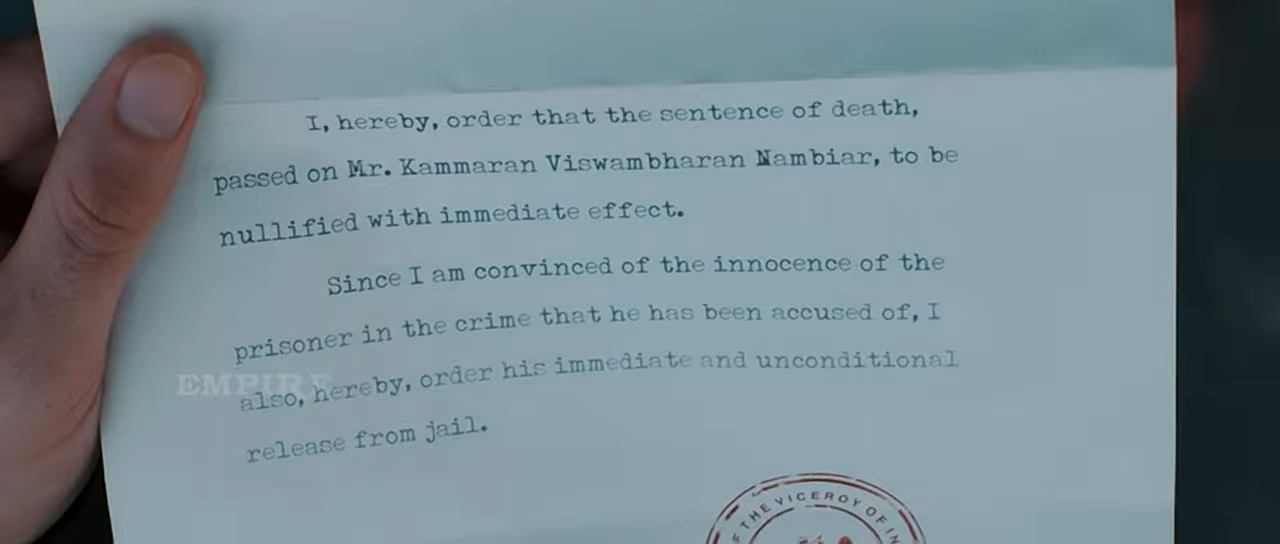 I, hereby, order that the sentence of death,
passed on Mr. Kammaran Viswambharan Nambiar, to be
nullified with immediate effect.
Since I am convinced of the innocence of the
prisoner in the crime that he has been accused of, I
also, hereby, order his immediate and unconditional
release from jail.
EMPIRE
THE VICEROY OF IN